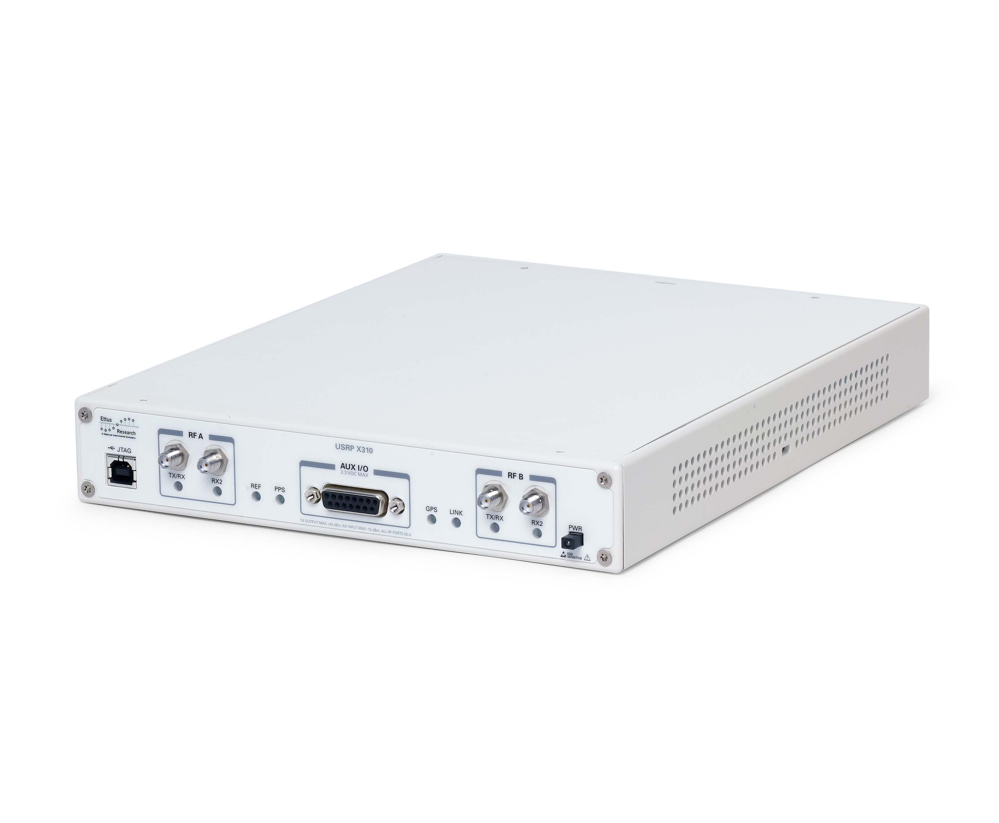 Ettus
Research
A National Instruments Company
JTAG
RF A
TX/RX
RX2
REF
PPS
USRP X310
AUX I/O
3.3 VDC MAX
TX OUTPUT MAX +20 dBm, RX INPUT MAX -15 dBm, ALL RF PORTS 50 Ω
GPS
LINK
RF B
TX/RX
RX2
PWR
ESD
SENSITIVE